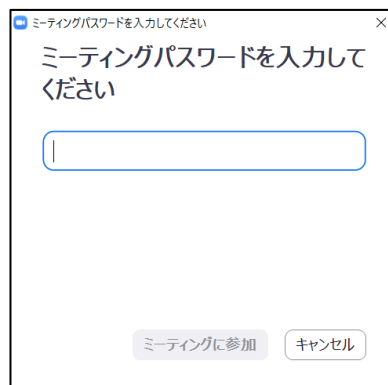 ミーティングパスワードを入力してください
ミーティングパスワードを入力して
ください
ミーティングに参加
キャンセル